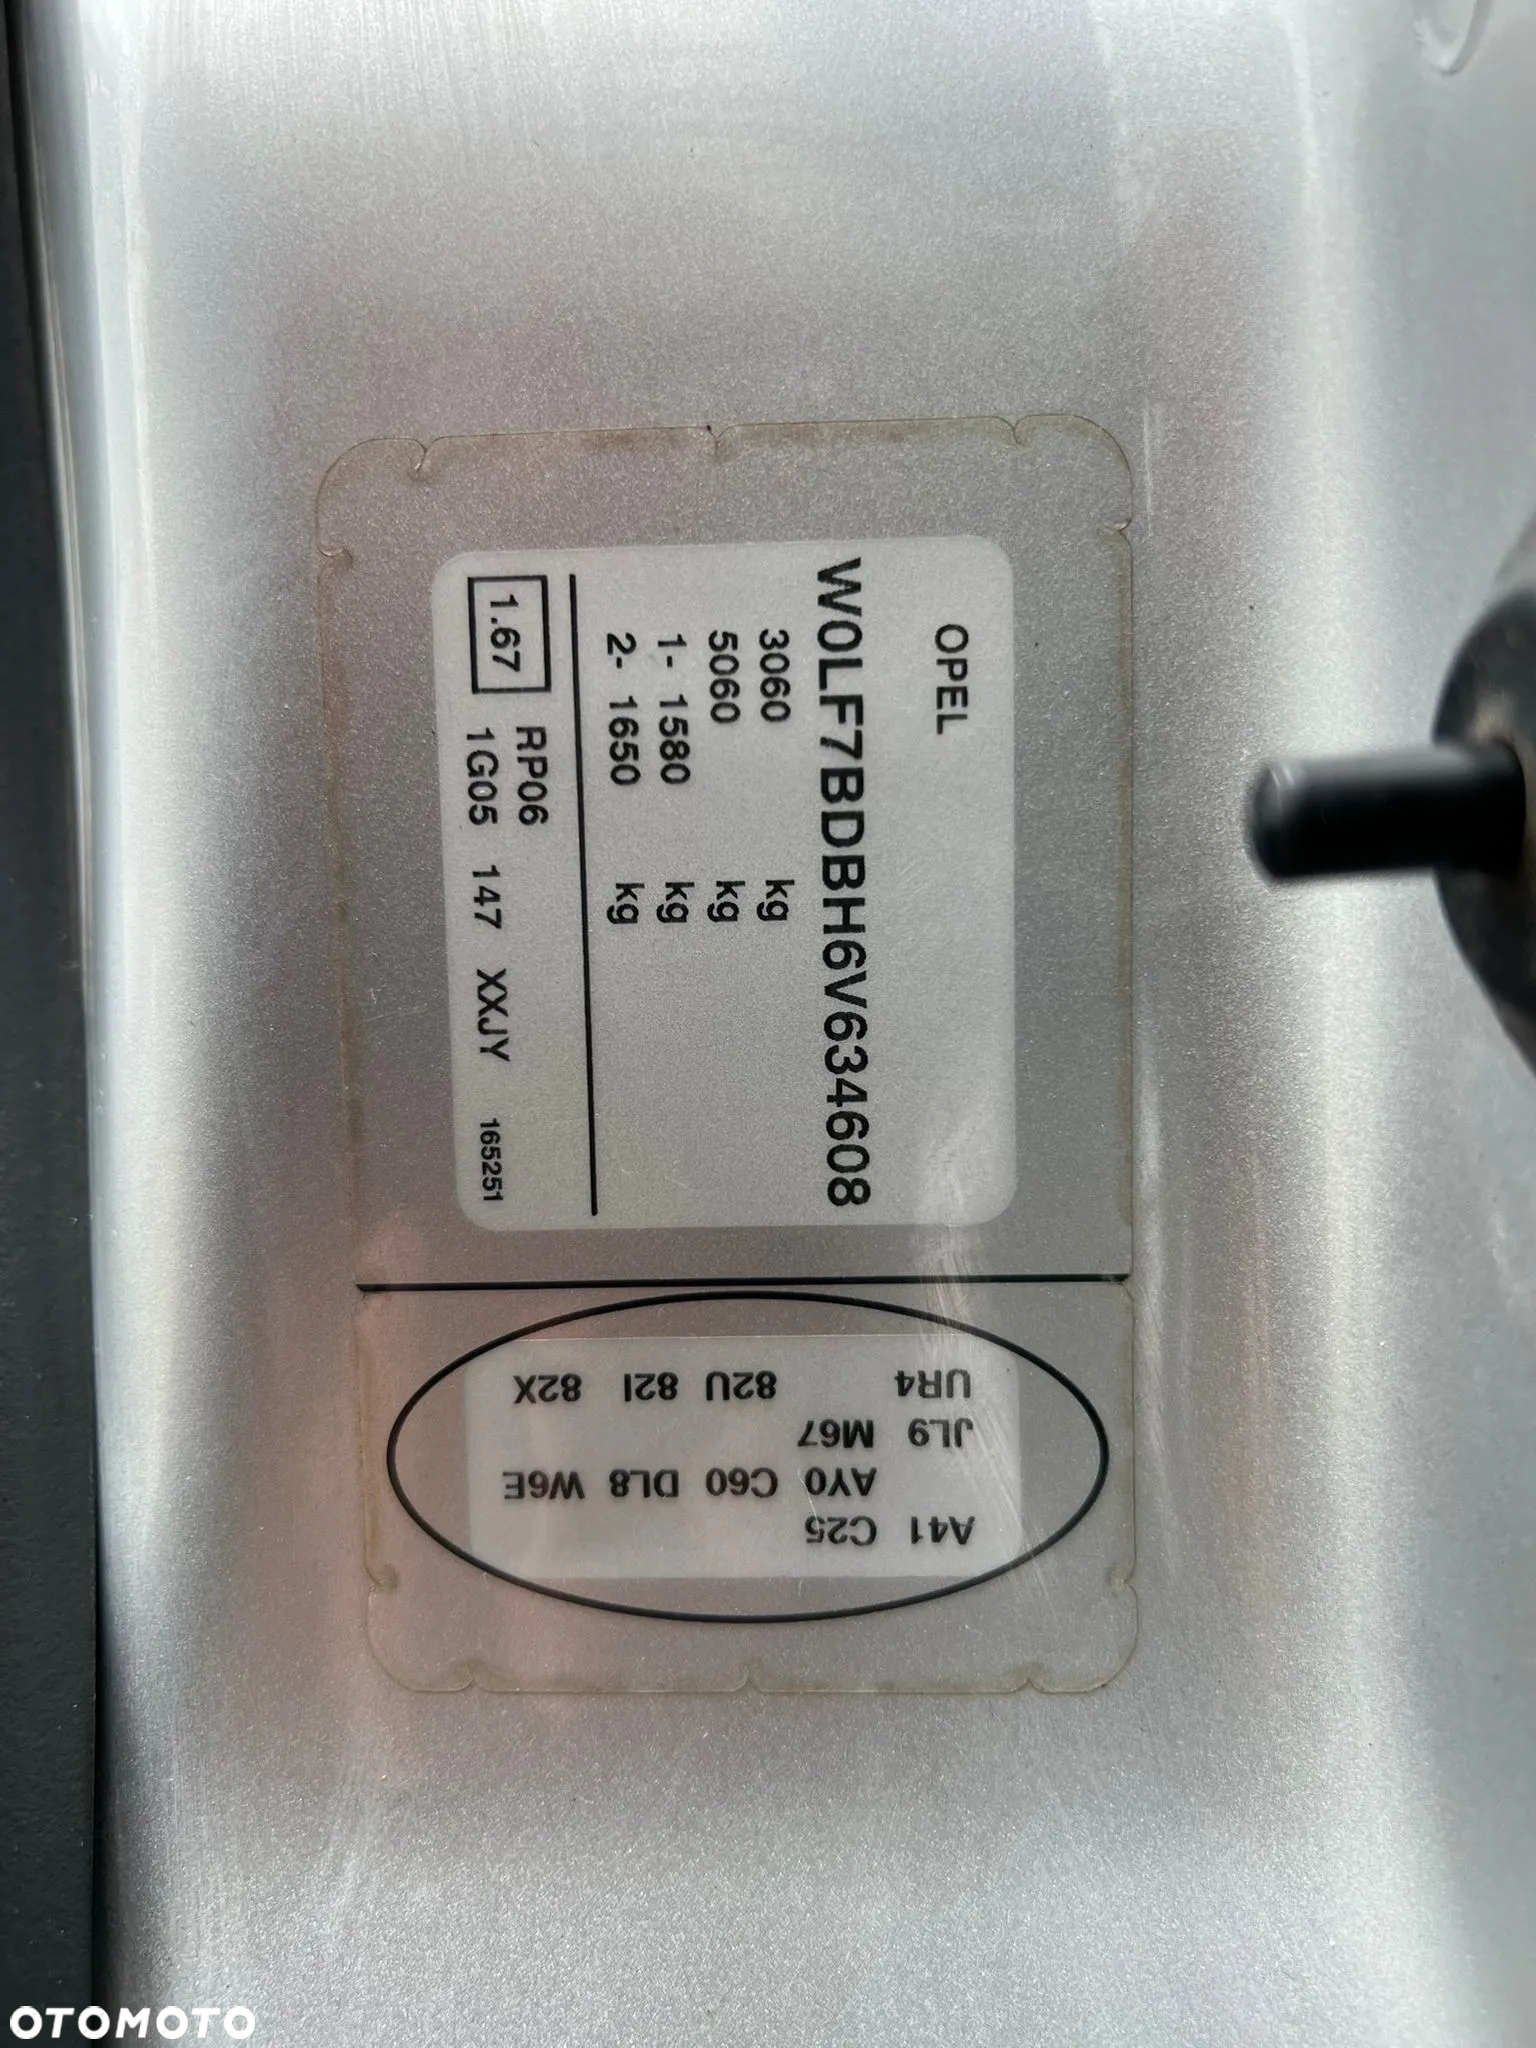 OPEL
W0LF7BDBH6V634608
3060 kg
5060 kg
1- 1580 kg
2- 1650 kg
1.67 RP06
1G05 147 XXJY 165251
A41 C25
AY0 C60 DL8 W6E
JL9 M67
UR4 82U 82I 82X
OTOMOTO